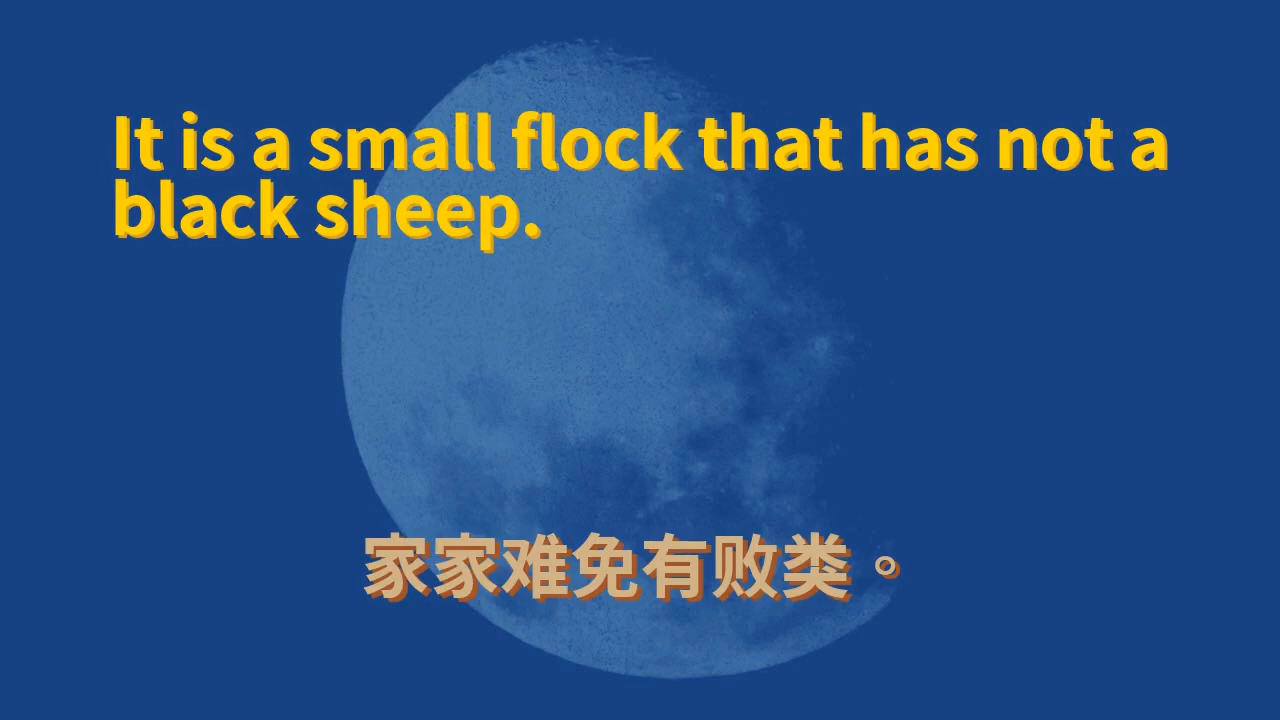 It is a small flock that has not a
black sheep.
家家难免有败类。